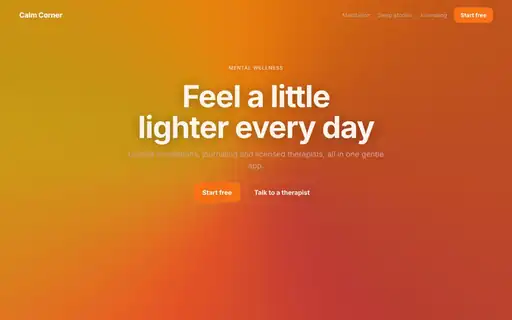 Calm Corner
Meditation Sleep stories Journaling Start free
MENTAL WELLNESS
Feel a little
lighter every day
meditations, journaling and licensed therapists, all in one gentle
app.
Start free Talk to a therapist